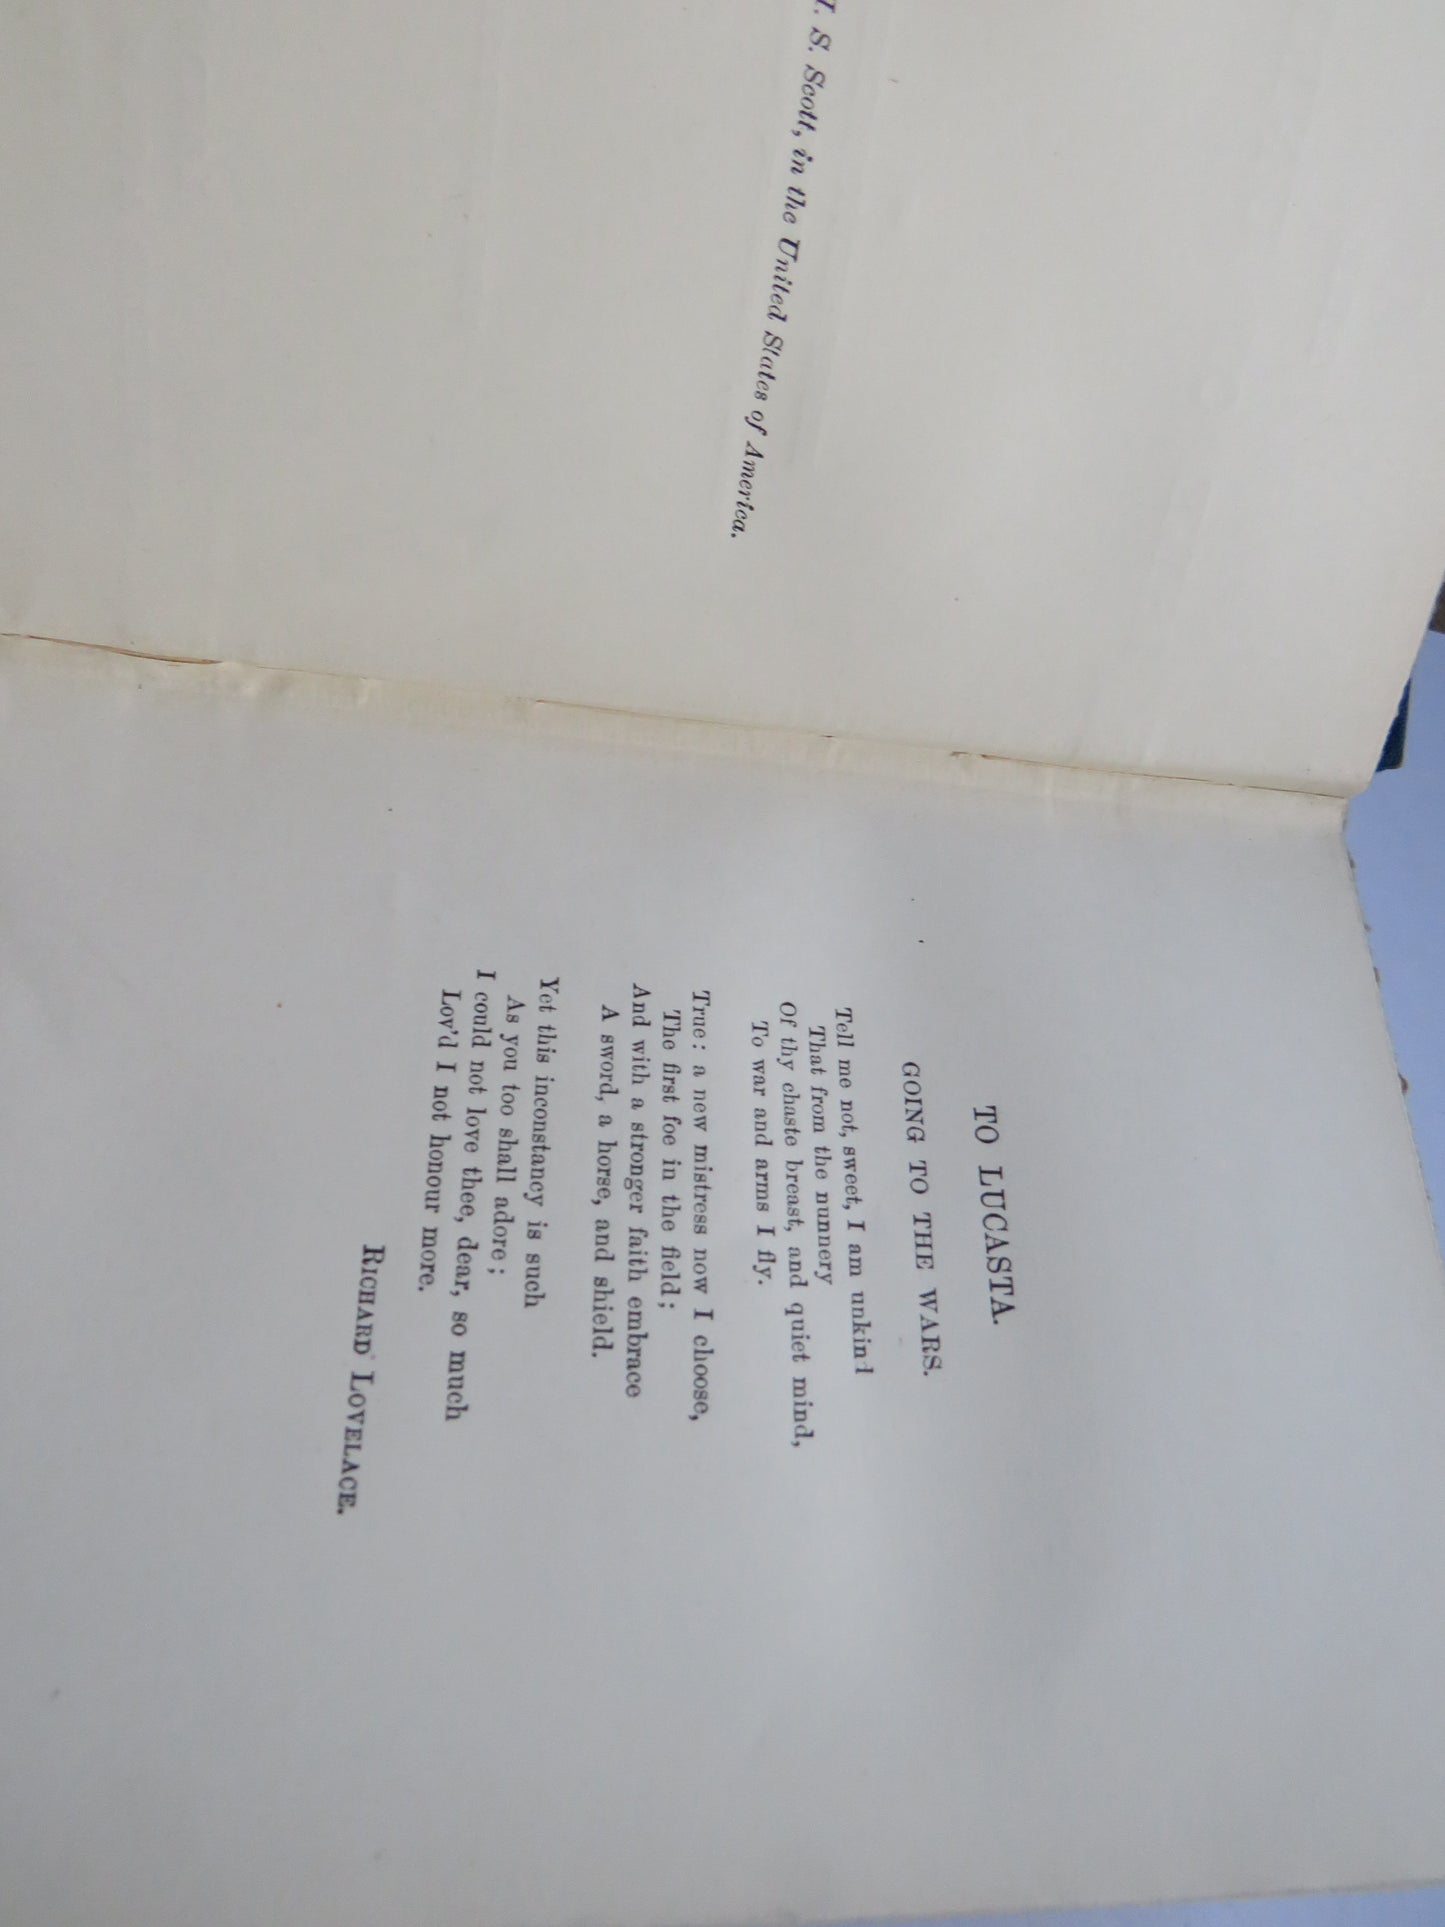 S. Scott, in the United States of America.
TO LUCASTA.
GOING TO THE WARS.
Tell me not, sweet, I am unkind
That from the nunnery
Of thy chaste breast, and quiet mind,
To war and arms I fly.
True: a new mistress now I choose,
The first foe in the field;
And with a stronger faith embrace
A sword, a horse, and shield.
Yet this inconstancy is such
As you too shall adore;
I could not love thee, dear, so much
Lov'd I not honour more.
RICHARD LOVELACE.